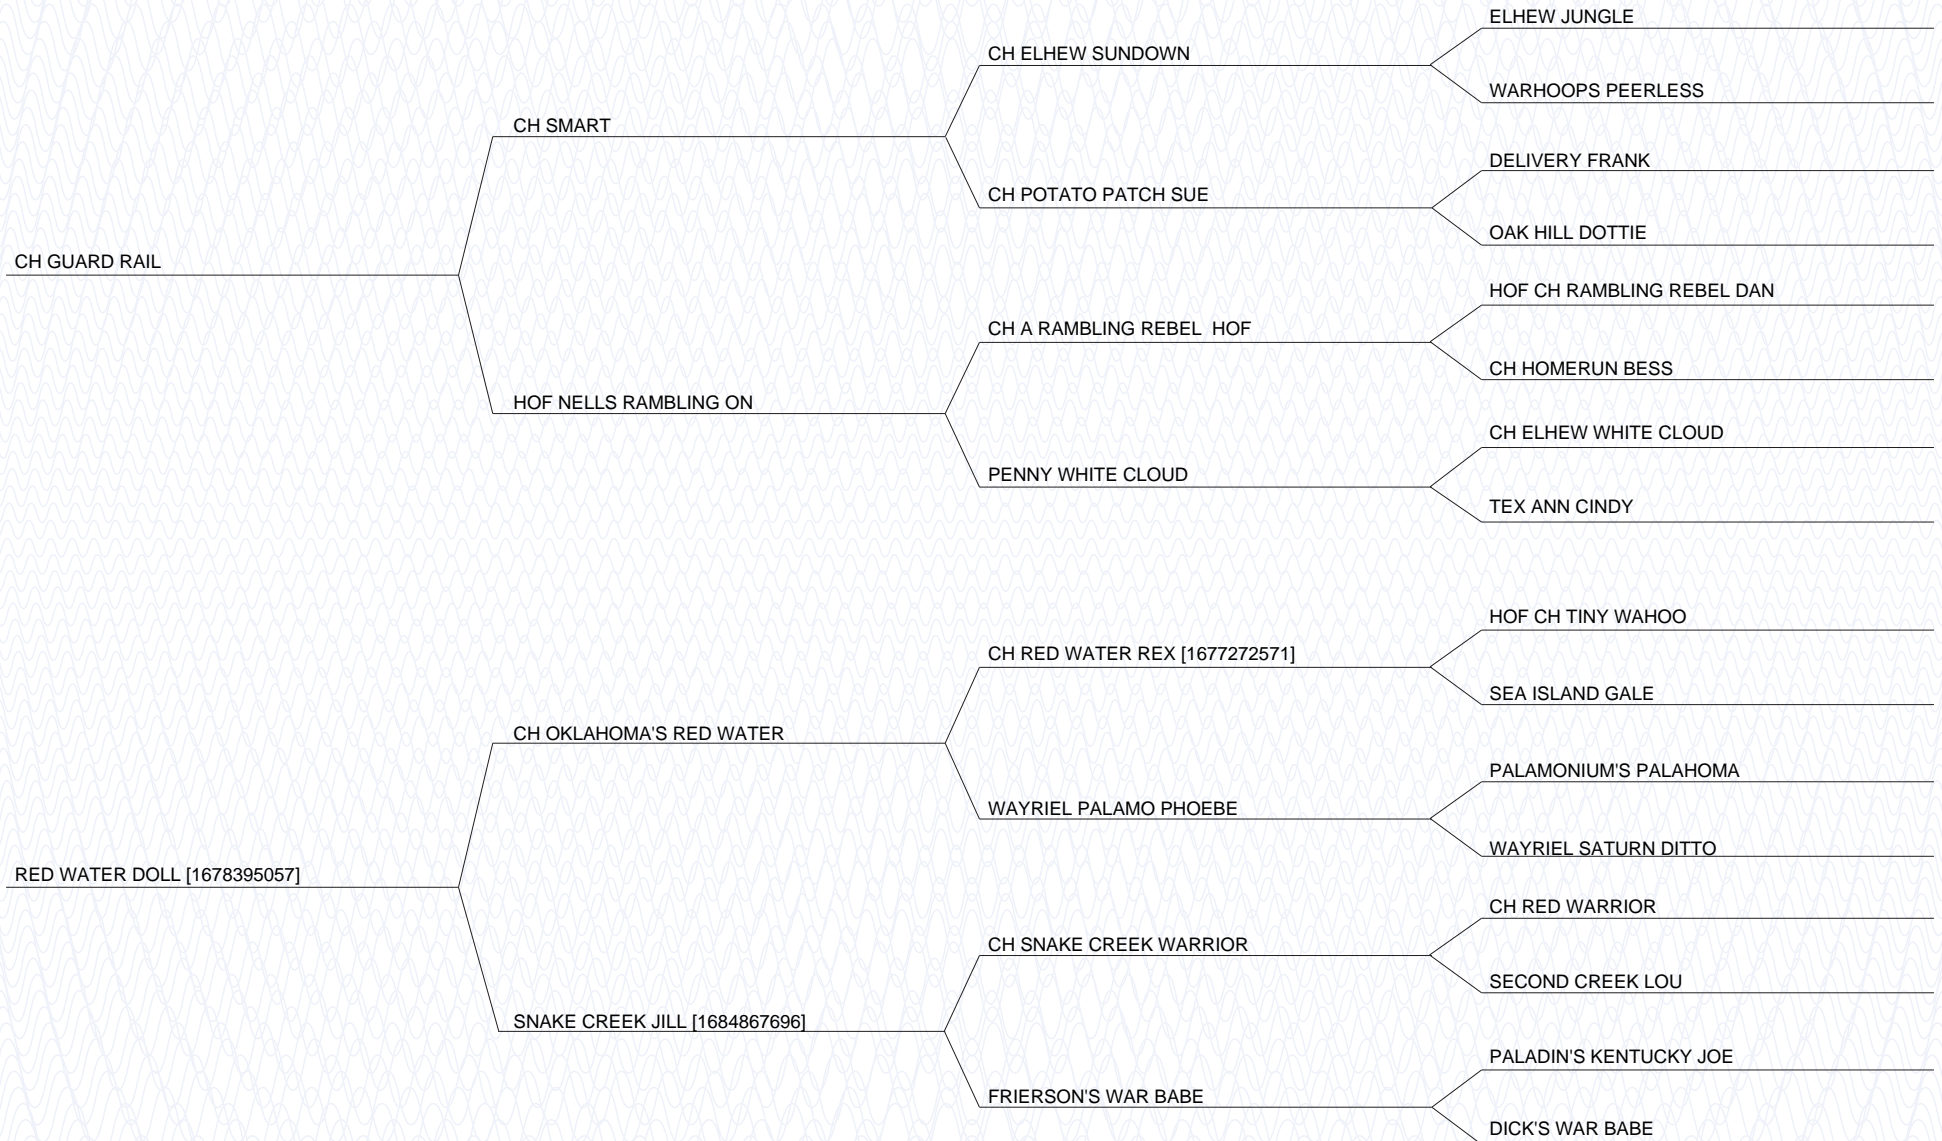 ELHEW JUNGLE
CH ELHEW SUNDOWN
WARHOOPS PEERLESS
CH SMART
DELIVERY FRANK
CH POTATO PATCH SUE
OAK HILL DOTTIE
CH GUARD RAIL
HOF CH RAMBLING REBEL DAN
CH A RAMBLING REBEL  HOF
CH HOMERUN BESS
HOF NELLS RAMBLING ON
CH ELHEW WHITE CLOUD
PENNY WHITE CLOUD
TEX ANN CINDY
HOF CH TINY WAHOO
CH RED WATER REX [1677272571]
SEA ISLAND GALE
CH OKLAHOMA'S RED WATER
PALAMONIUM'S PALAHOMA
WAYRIEL PALAMO PHOEBE
WAYRIEL SATURN DITTO
RED WATER DOLL [1678395057]
CH RED WARRIOR
CH SNAKE CREEK WARRIOR
SECOND CREEK LOU
SNAKE CREEK JILL [1684867696]
PALADIN'S KENTUCKY JOE
FRIERSON'S WAR BABE
DICK'S WAR BABE